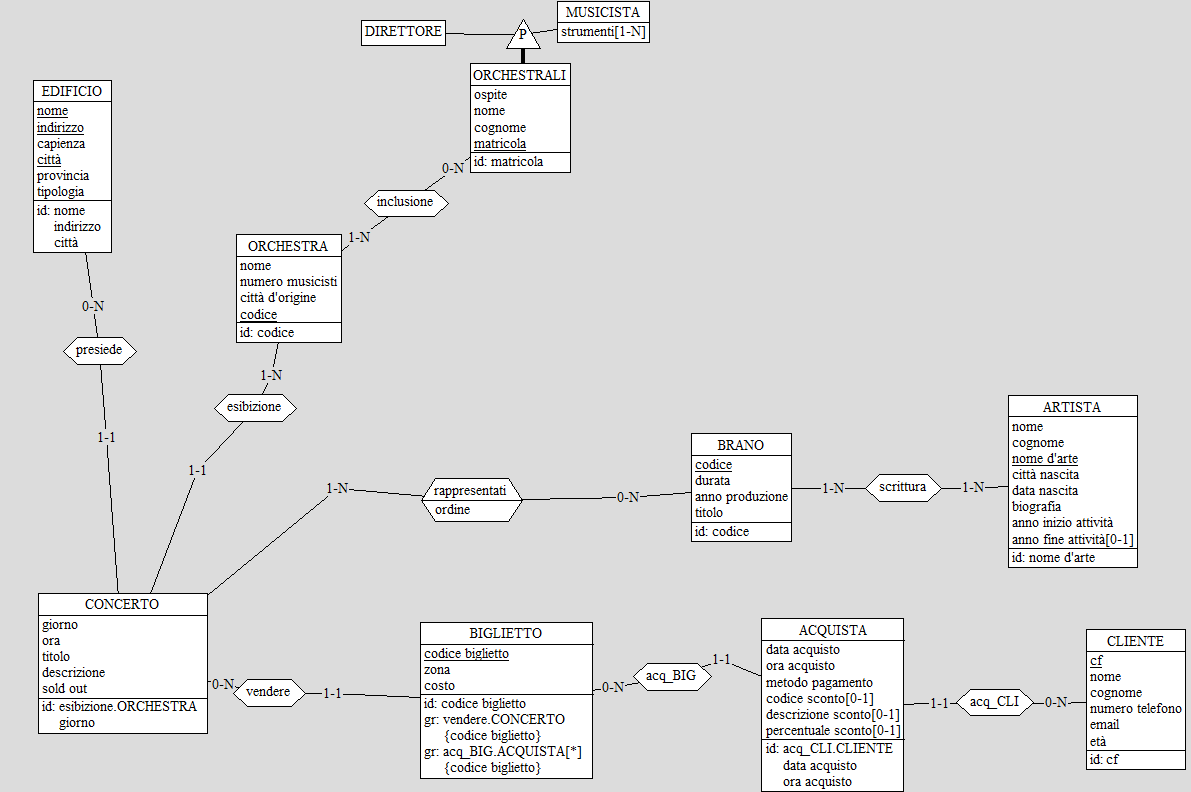 DIRETTORE
P
MUSICISTA
strumenti[1-N]
ORCHESTRALI
ospite
nome
cognome
matricola
id: matricola
0-N
inclusione
1-N
EDIFICIO
nome
indirizzo
capienza
città
provincia
tipologia
id: nome
indirizzo
città
0-N
presiede
1-1
ORCHESTRA
nome
numero musicisti
città d'origine
codice
id: codice
1-N
esibizione
1-1
1-N
rappresentati
ordine
0-N
BRANO
codice
durata
anno produzione
titolo
id: codice
1-N
scrittura
1-N
ARTISTA
nome
cognome
nome d'arte
città nascita
data nascita
biografia
anno inizio attività
anno fine attività[0-1]
id: nome d'arte
CONCERTO
giorno
ora
titolo
descrizione
sold out
id: esibizione.ORCHESTRA
giorno
0-N
vendere
1-1
BIGLIETTO
codice biglietto
zona
costo
id: codice biglietto
gr: vendere.CONCERTO
{codice biglietto}
gr: acq_BIG.ACQUISTA[*]
{codice biglietto}
0-N
acq_BIG
1-1
ACQUISTA
data acquisto
ora acquisto
metodo pagamento
codice sconto[0-1]
descrizione sconto[0-1]
percentuale sconto[0-1]
id: acq_CLI.CLIENTE
data acquisto
ora acquisto
1-1
acq_CLI
0-N
CLIENTE
cf
nome
cognome
numero telefono
email
età
id: cf